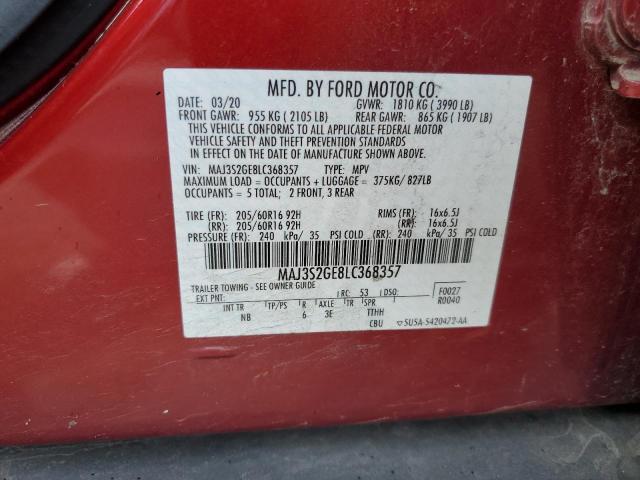 MFD. BY FORD MOTOR CO.
DATE: 03/20 GVWR: 1810 KG ( 3990 LB)
FRONT GAWR: 955 KG ( 2105 LB) REAR GAWR: 865 KG ( 1907 LB)
THIS VEHICLE CONFORMS TO ALL APPLICABLE FEDERAL MOTOR
VEHICLE SAFETY AND THEFT PREVENTION STANDARDS
IN EFFECT ON THE DATE OF MANUFACTURE SHOWN ABOVE.
VIN: MAJ3S2GE8LC368357 TYPE: MPV
MAXIMUM LOAD = OCCUPANTS + LUGGAGE = 375KG/ 827LB
OCCUPANTS = 5 TOTAL; 2 FRONT, 3 REAR
TIRE (FR): 205/60R16 92H RIMS (FR): 16x6.5J
(RR): 205/60R16 92H (RR): 16x6.5J
PRESSURE (FR): 240 kPa/ 35 PSI COLD (RR): 240 kPa/ 35 PSI COLD
MAJ3S2GE8LC368357
TRAILER TOWING - SEE OWNER GUIDE
EXT PNT: RC: 53 DSO: F0027
R0040
INT TR TP/PS R AXLE TR SPR
NB 6 3E TTHH
CBU SU5A-5420472-AA